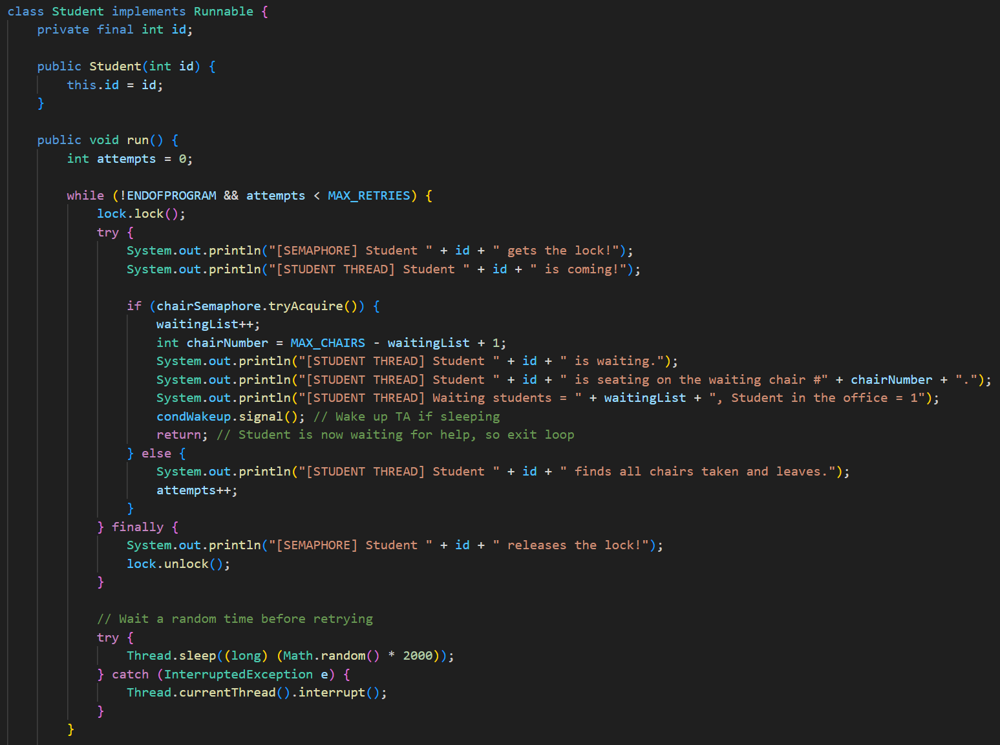 class Student implements Runnable {
    private final int id;

    public Student(int id) {
        this.id = id;
    }

    public void run() {
        int attempts = 0;

        while (!ENDOFPROGRAM && attempts < MAX_RETRIES) {
            lock.lock();
            try {
                System.out.println("[SEMAPHORE] Student " + id + " gets the lock!");
                System.out.println("[STUDENT THREAD] Student " + id + " is coming!");

                if (chairSemaphore.tryAcquire()) {
                    waitingList++;
                    int chairNumber = MAX_CHAIRS - waitingList + 1;
                    System.out.println("[STUDENT THREAD] Student " + id + " is waiting.");
                    System.out.println("[STUDENT THREAD] Student " + id + " is seating on the waiting chair #" + chairNumber + ".");
                    System.out.println("[STUDENT THREAD] Waiting students = " + waitingList + ", Student in the office = 1");
                    condWakeup.signal(); // Wake up TA if sleeping
                    return; // Student is now waiting for help, so exit loop
                } else {
                    System.out.println("[STUDENT THREAD] Student " + id + " finds all chairs taken and leaves.");
                    attempts++;
                }
            } finally {
                System.out.println("[SEMAPHORE] Student " + id + " releases the lock!");
                lock.unlock();
            }

            // Wait a random time before retrying
            try {
                Thread.sleep((long) (Math.random() * 2000));
            } catch (InterruptedException e) {
                Thread.currentThread().interrupt();
            }
        }